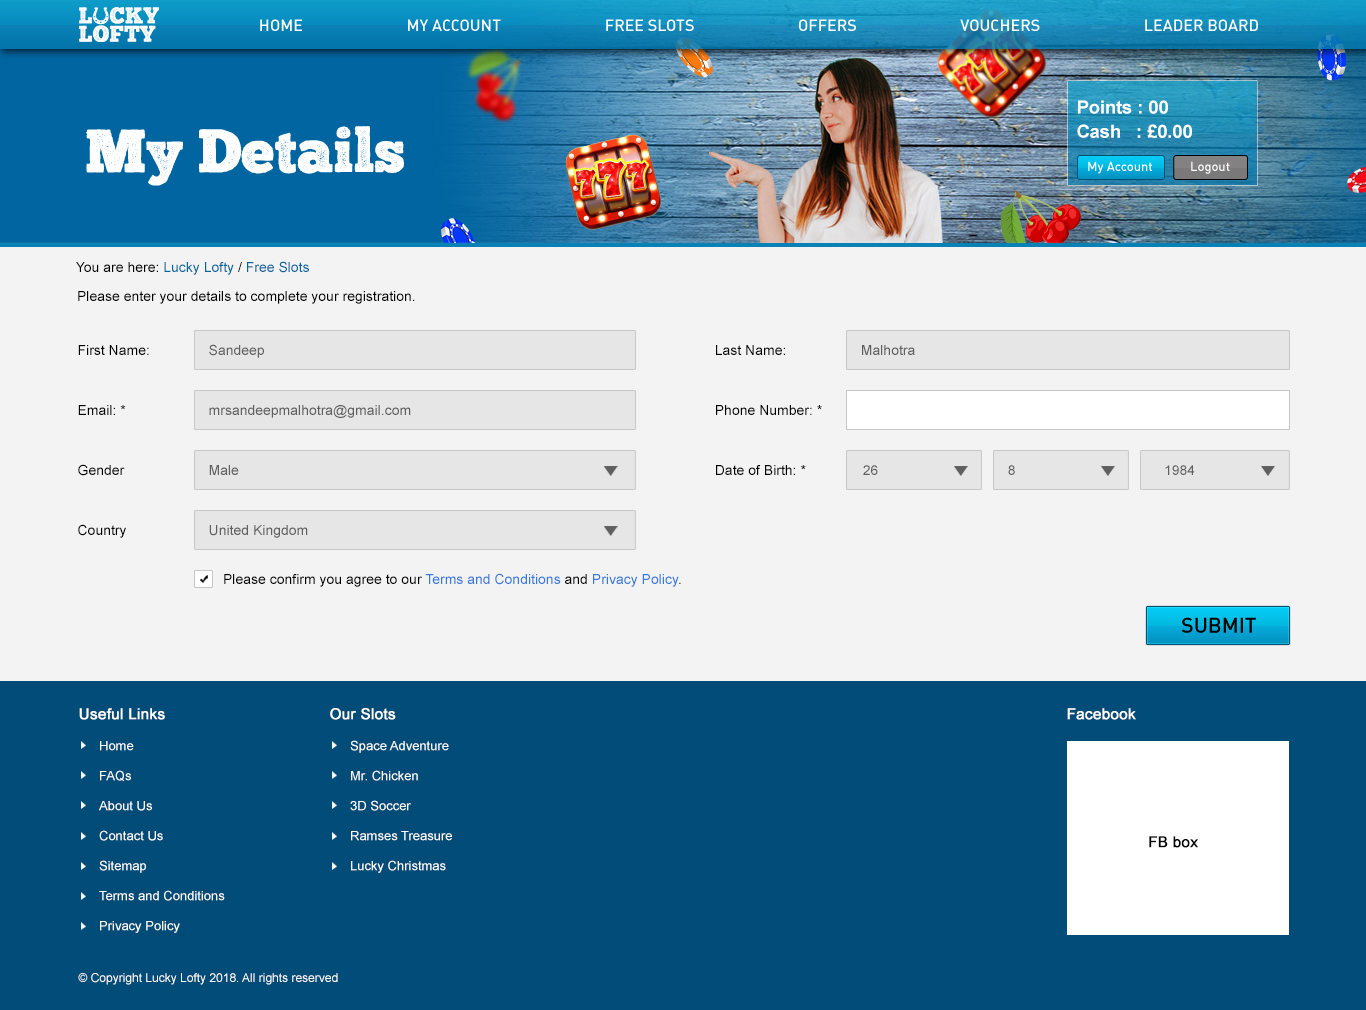 LUCKY
LOFTY
HOME
MY ACCOUNT
FREE SLOTS
OFFERS
VOUCHERS
LEADER BOARD
My Details
777
777
Points : 00
Cash : £0.00
My Account
Logout
You are here: Lucky Lofty / Free Slots
Please enter your details to complete your registration.
First Name:
Sandeep
Last Name:
Malhotra
Email: *
mrsandeepmalhotra@gmail.com
Phone Number: *
Gender
Male
Date of Birth: *
26
8
1984
Country
United Kingdom
Please confirm you agree to our Terms and Conditions and Privacy Policy.
SUBMIT
Useful Links
Home
FAQs
About Us
Contact Us
Sitemap
Terms and Conditions
Privacy Policy
Our Slots
Space Adventure
Mr. Chicken
3D Soccer
Ramses Treasure
Lucky Christmas
Facebook
FB box
© Copyright Lucky Lofty 2018. All rights reserved